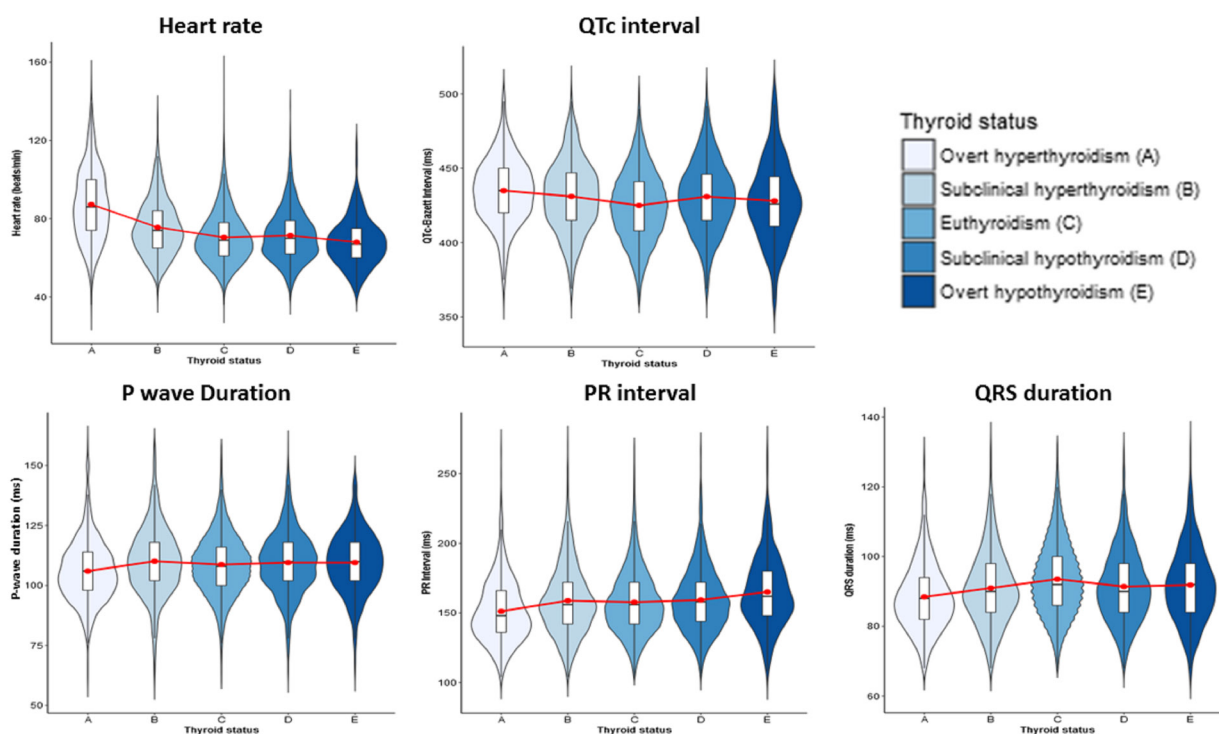 Heart rate
160
120
80
40
Heart rate (beats/min)
A B C D E
Thyroid status
QTc interval
500
450
400
350
QTc-Bazett Interval (ms)
A B C D E
Thyroid status
Thyroid status
Overt hyperthyroidism (A)
Subclinical hyperthyroidism (B)
Euthyroidism (C)
Subclinical hypothyroidism (D)
Overt hypothyroidism (E)
P wave Duration
150
125
100
75
50
P-wave duration (ms)
A B C D E
Thyroid status
PR interval
250
200
150
100
PR Interval (ms)
A B C D E
Thyroid status
QRS duration
140
120
100
80
60
QRS duration (ms)
A B C D E
Thyroid status